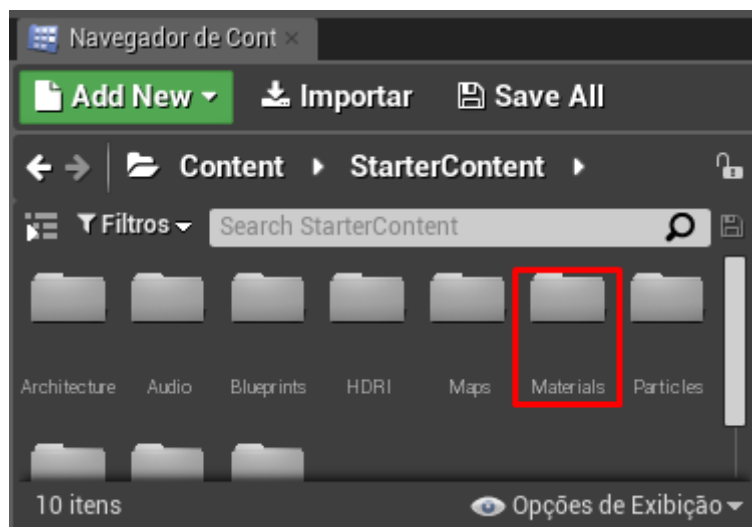 Navegador de Cont
Add New Importar Save All
Content StarterContent
Filtros Search StarterContent
Architecture Audio Blueprints HDRI Maps Materials Particles
10 itens Opções de Exibição